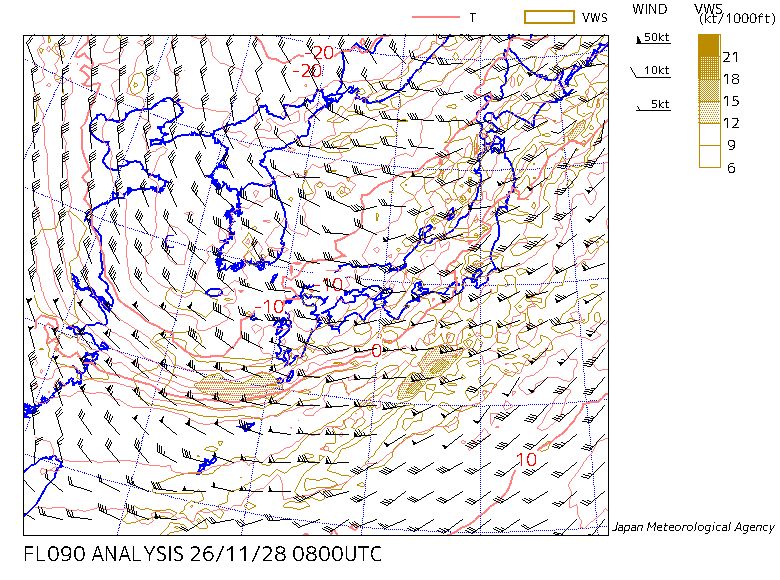 T
VWS
WIND
VWS
(kt/1000ft)
50kt
10kt
5kt
21
18
15
12
9
6
20
-20
-10
-10
0
10
Japan Meteorological Agency
FL090 ANALYSIS 26/11/28 0800UTC